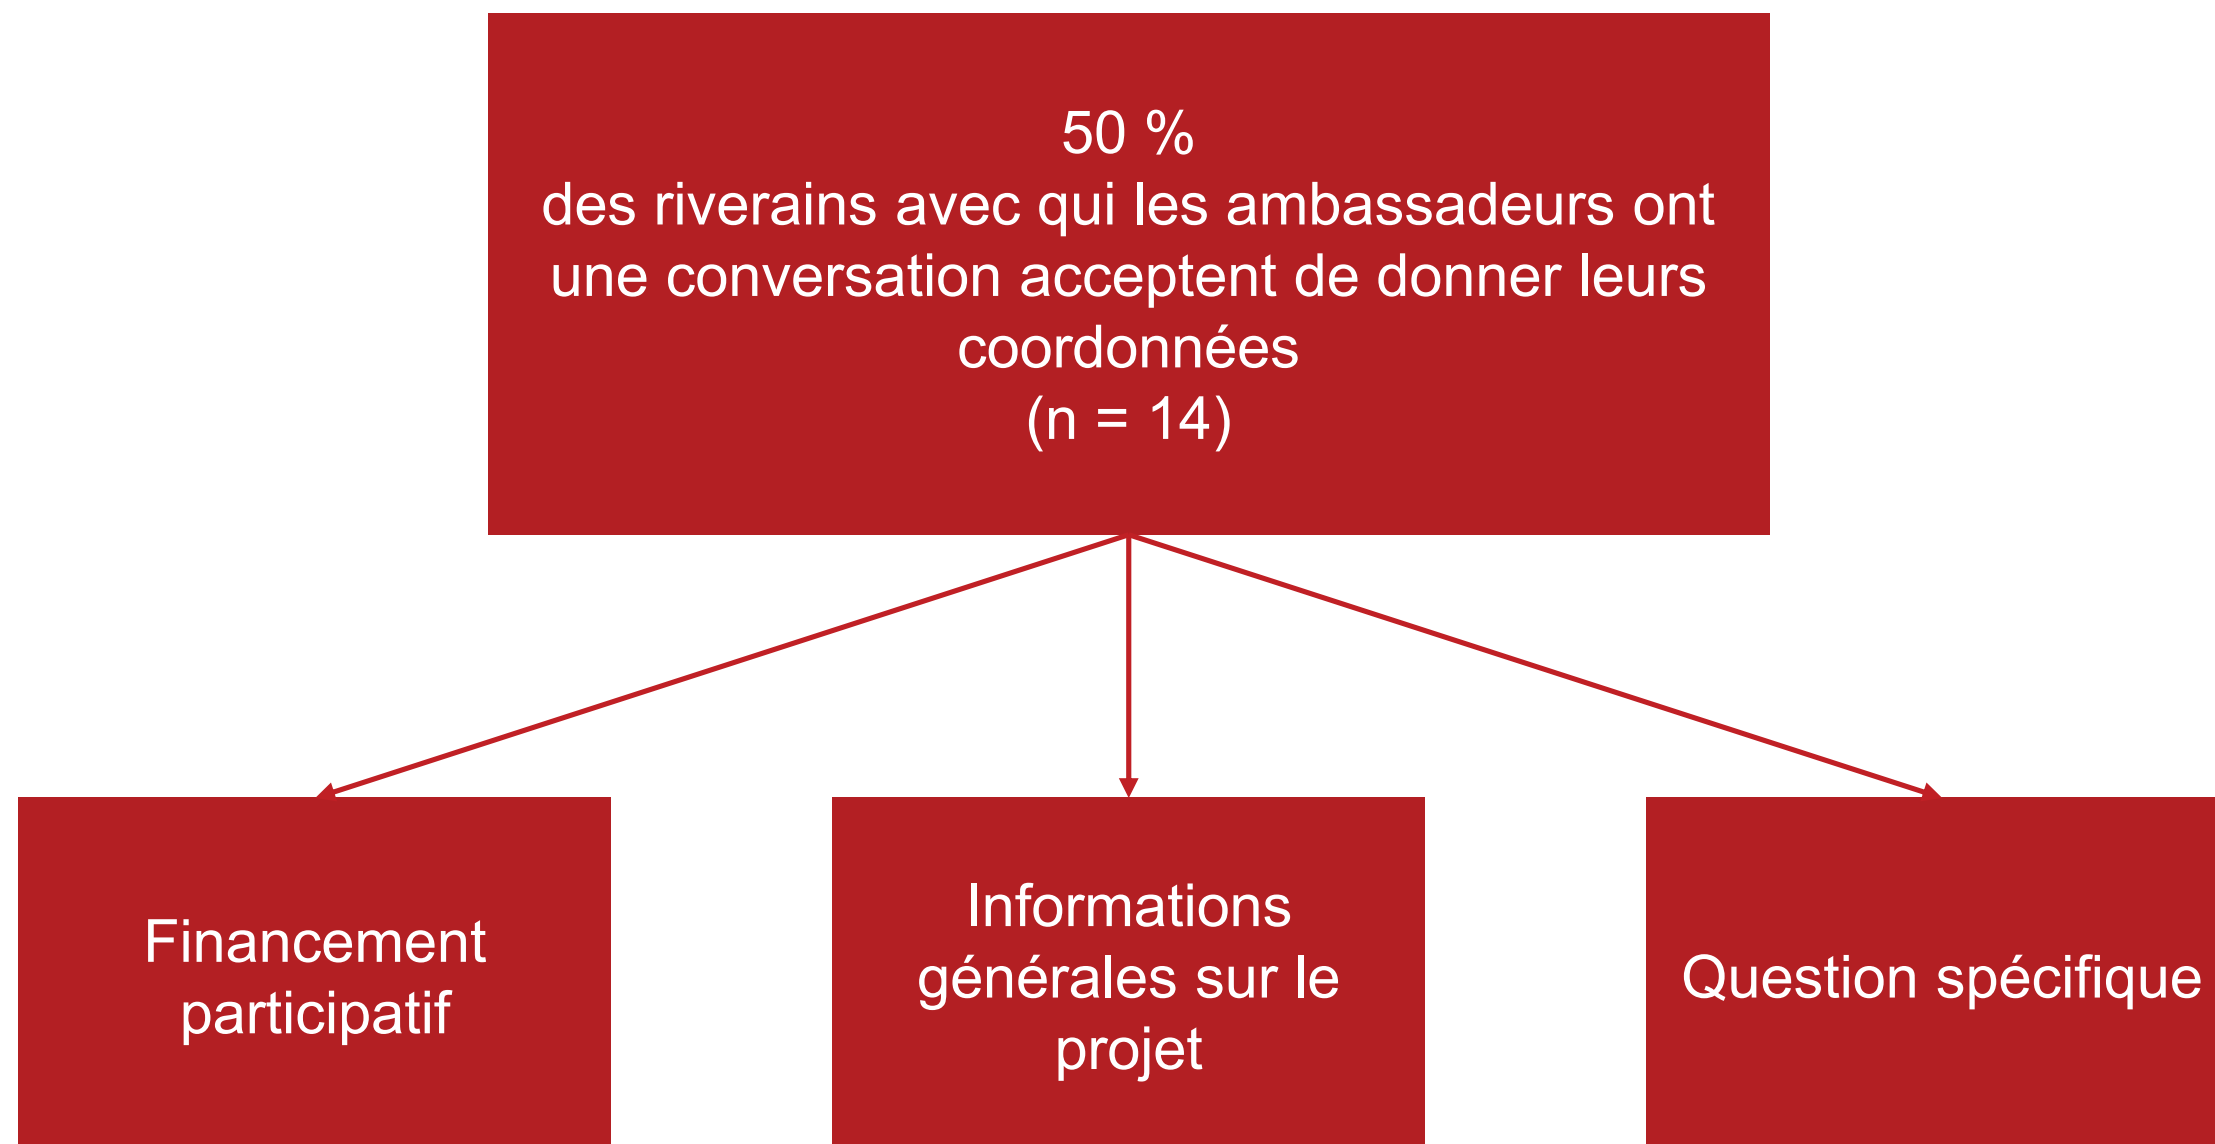 50 %
des riverains avec qui les ambassadeurs ont
une conversation acceptent de donner leurs
coordonnées
(n = 14)
Financement
participatif
Informations
générales sur le
projet
Question spécifique